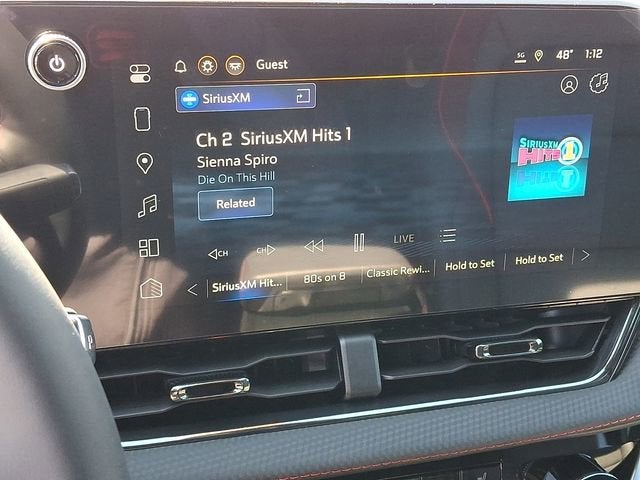 Guest 5G 48° 1:12
SiriusXM
Ch 2 SiriusXM Hits 1
Sienna Spiro
Die On This Hill
Related
SIRIUSXM
HITS 1
CH CH LIVE
SiriusXM Hit... 80s on 8 Classic Rewi... Hold to Set Hold to Set